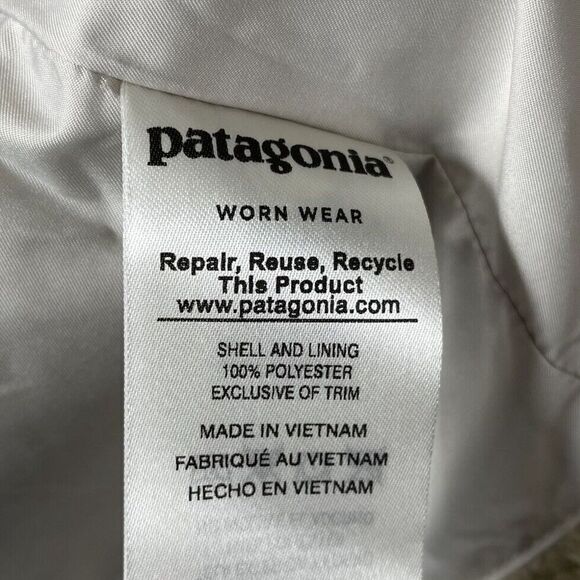 patagonia®
WORN WEAR
Repair, Reuse, Recycle
This Product
www.patagonia.com
SHELL AND LINING
100% POLYESTER
EXCLUSIVE OF TRIM
MADE IN VIETNAM
FABRIQUÉ AU VIETNAM
HECHO EN VIETNAM